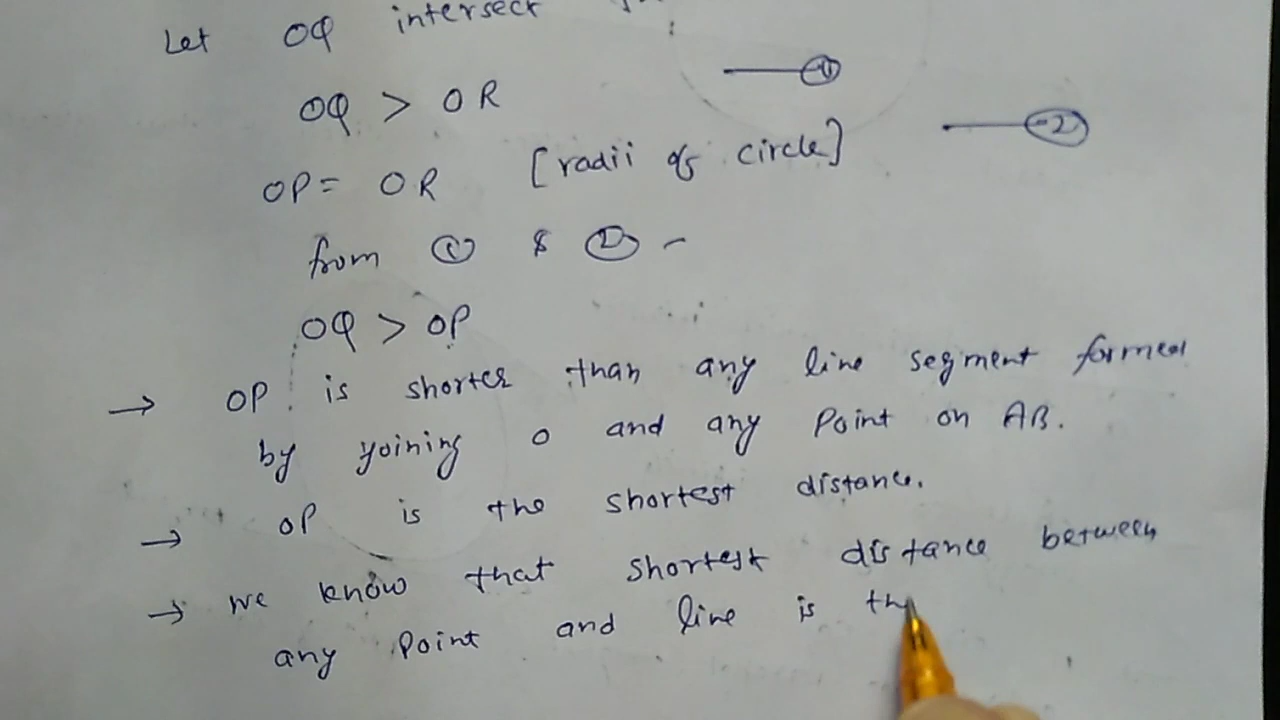 Let OQ intersect
OQ > OR —①
OP = OR [radii of circle] —②
from ① & ② –
OQ > OP
→ OP is shorter than any line segment formed
by yoining O and any Point on AB.
→ OP is the shortest distance.
→ we know that shortest distance between
any point and line is th